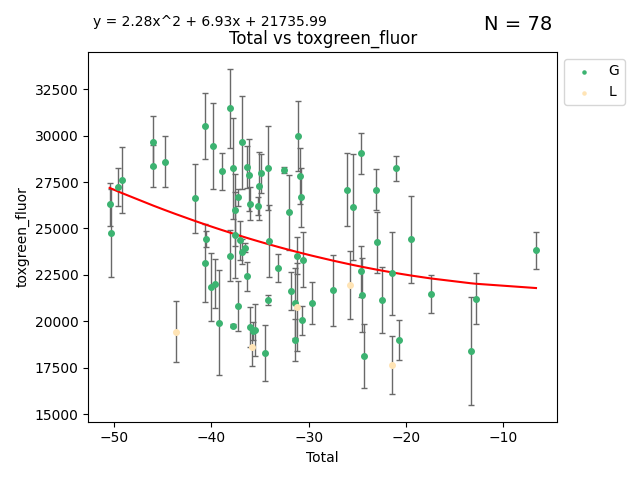 y = 2.28x^2 + 6.93x + 21735.99
N = 78
Total vs toxgreen_fluor
G
L
toxgreen_fluor
32500
30000
27500
25000
22500
20000
17500
15000
−50
−40
−30
−20
−10
Total